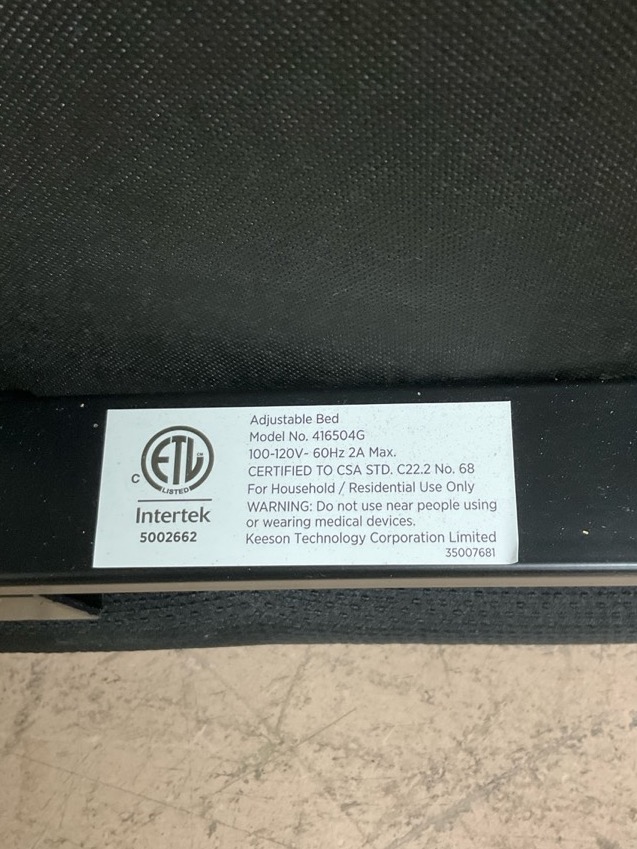 Adjustable Bed
Model No. 416504G
100-120V~ 60Hz 2A Max.
CERTIFIED TO CSA STD. C22.2 No. 68
For Household / Residential Use Only
WARNING: Do not use near people using
or wearing medical devices.
Keeson Technology Corporation Limited
35007681
C
ETL
CM
LISTED
Intertek
5002662